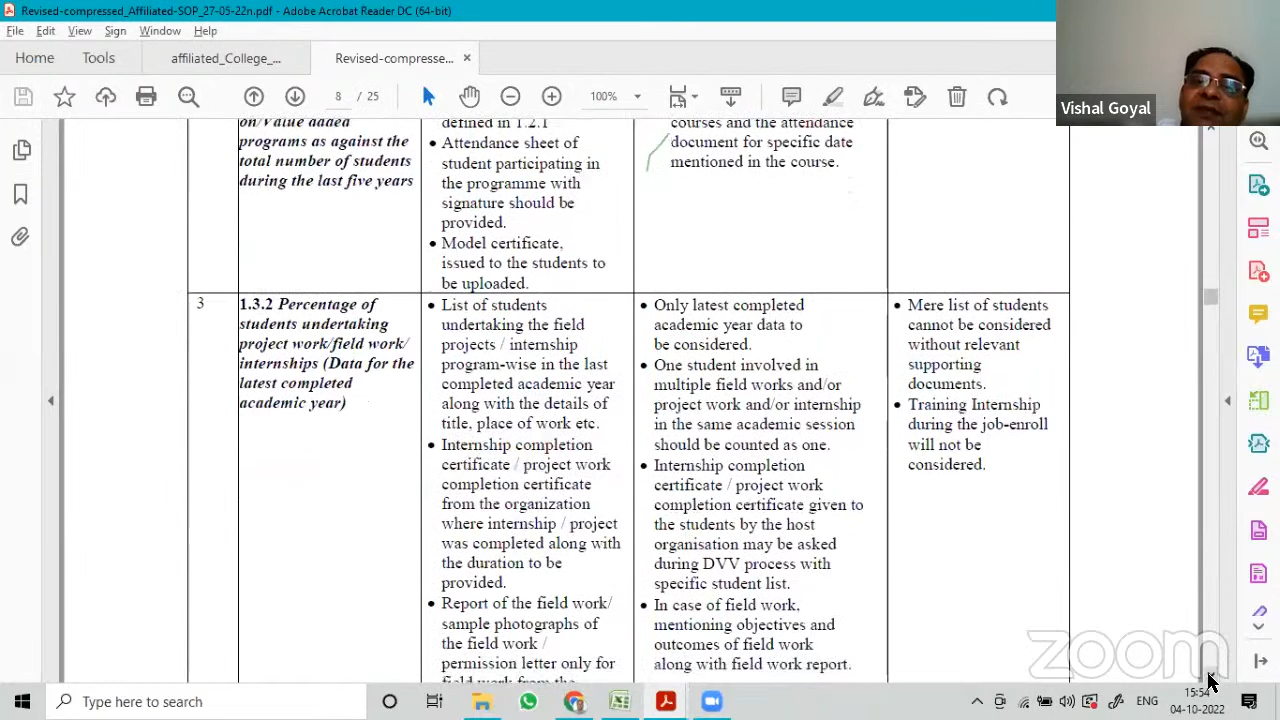 Revised-compressed_Affiliated-SOP_27-05-22n.pdf - Adobe Acrobat Reader DC (64-bit)
File Edit View Sign Window Help
Home Tools affiliated_College_... Revised-compresse... ×
8 / 25 100%
Vishal Goyal
on/Value added
programs as against the
total number of students
during the last five years
defined in 1.2.1
• Attendance sheet of
student participating in
the programme with
signature should be
provided.
• Model certificate,
issued to the students to
be uploaded.
courses and the attendance
document for specific date
mentioned in the course.
3
1.3.2 Percentage of
students undertaking
project work/field work/
internships (Data for the
latest completed
academic year)
• List of students
undertaking the field
projects / internship
program-wise in the last
completed academic year
along with the details of
title, place of work etc.
• Internship completion
certificate / project work
completion certificate
from the organization
where internship / project
was completed along with
the duration to be
provided.
• Report of the field work/
sample photographs of
the field work /
permission letter only for
field work from the
• Only latest completed
academic year data to
be considered.
• One student involved in
multiple field works and/or
project work and/or internship
in the same academic session
should be counted as one.
• Internship completion
certificate / project work
completion certificate given to
the students by the host
organisation may be asked
during DVV process with
specific student list.
• In case of field work,
mentioning objectives and
outcomes of field work
along with field work report.
• Mere list of students
cannot be considered
without relevant
supporting
documents.
• Training Internship
during the job-enroll
will not be
considered.
zoom
Type here to search
ENG
15:54
04-10-2022